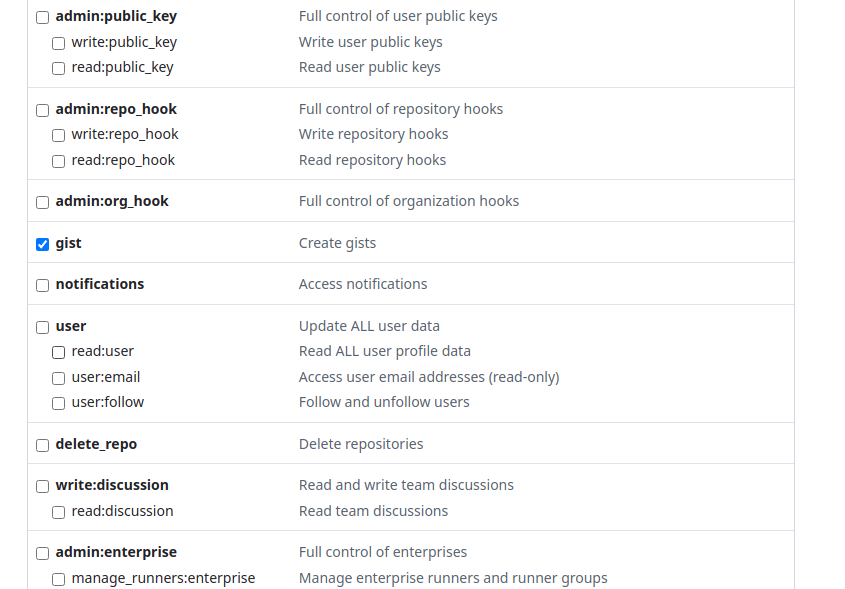 admin:public_key Full control of user public keys
write:public_key Write user public keys
read:public_key Read user public keys
admin:repo_hook Full control of repository hooks
write:repo_hook Write repository hooks
read:repo_hook Read repository hooks
admin:org_hook Full control of organization hooks
gist Create gists
notifications Access notifications
user Update ALL user data
read:user Read ALL user profile data
user:email Access user email addresses (read-only)
user:follow Follow and unfollow users
delete_repo Delete repositories
write:discussion Read and write team discussions
read:discussion Read team discussions
admin:enterprise Full control of enterprises
manage_runners:enterprise Manage enterprise runners and runner groups